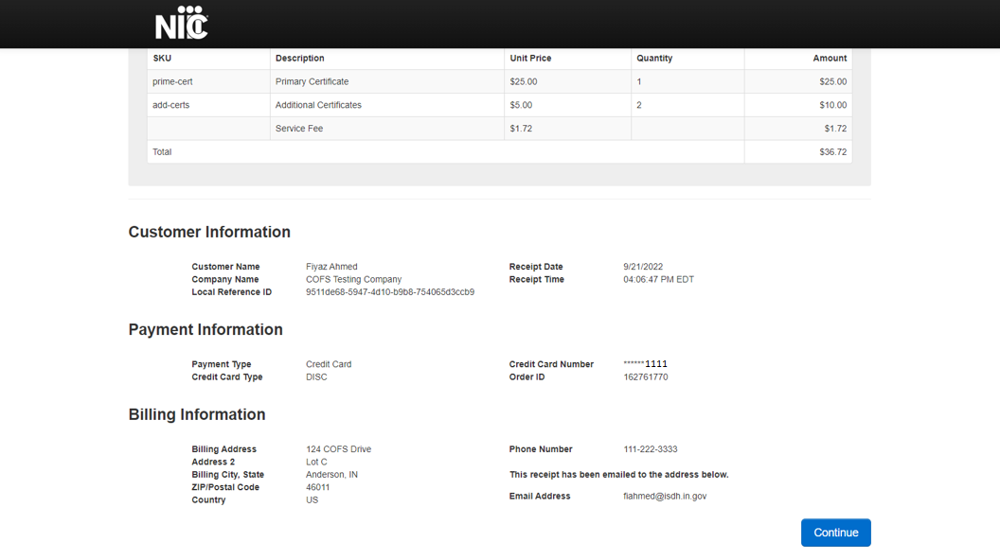 NIC
SKU Description Unit Price Quantity Amount
prime-cert Primary Certificate $25.00 1 $25.00
add-certs Additional Certificates $5.00 2 $10.00
Service Fee $1.72 $1.72
Total $36.72
Customer Information
Customer Name Fiyaz Ahmed Receipt Date 9/21/2022
Company Name COFS Testing Company Receipt Time 04:06:47 PM EDT
Local Reference ID 9511de68-5947-4d10-b9b8-754065d3ccb9
Payment Information
Payment Type Credit Card Credit Card Number ******1111
Credit Card Type DISC Order ID 162761770
Billing Information
Billing Address 124 COFS Drive Phone Number 111-222-3333
Address 2 Lot C
Billing City, State Anderson, IN This receipt has been emailed to the address below.
ZIP/Postal Code 46011
Email Address fiahmed@isdh.in.gov
Country US
Continue